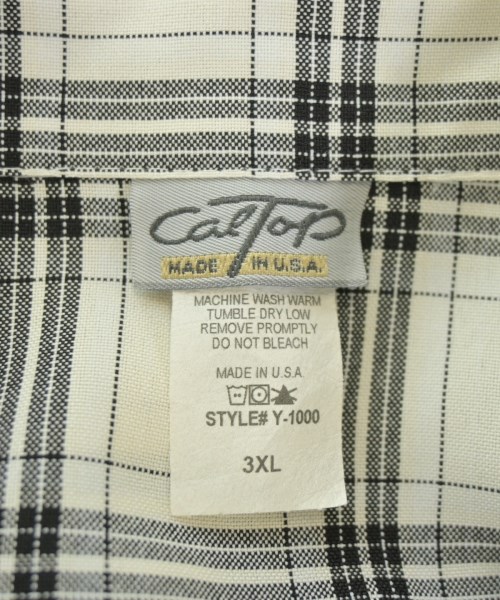 CalTop
MADE IN U.S.A.
MACHINE WASH WARM
TUMBLE DRY LOW
REMOVE PROMPTLY
DO NOT BLEACH
MADE IN U.S.A.
STYLE# Y-1000
3XL